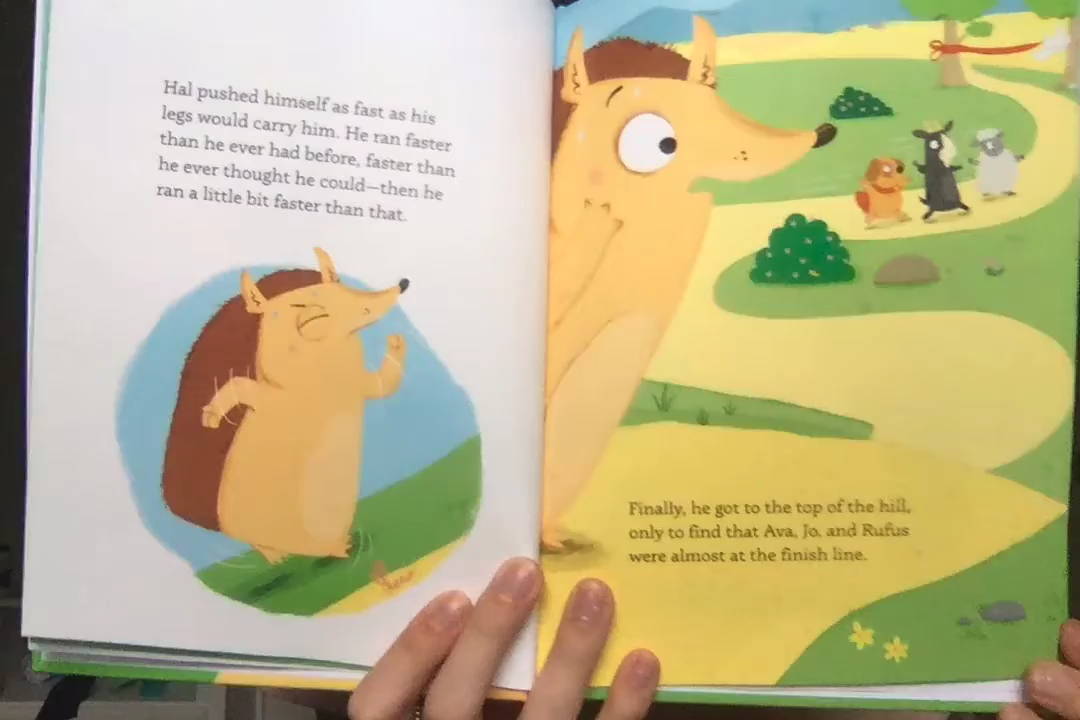 Hal pushed himself as fast as his
legs would carry him. He ran faster
than he ever had before, faster than
he ever thought he could—then he
ran a little bit faster than that.
Finally, he got to the top of the hill,
only to find that Ava, Jo, and Rufus
were almost at the finish line.